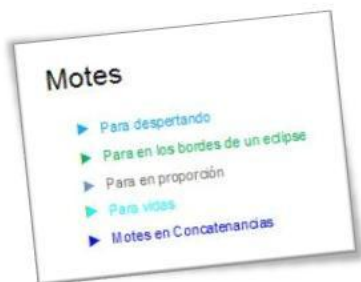 Motes
Para despertando
Para en los bordes de un eclipse
Para en proporción
Para vidas
Motes en Concatenancias